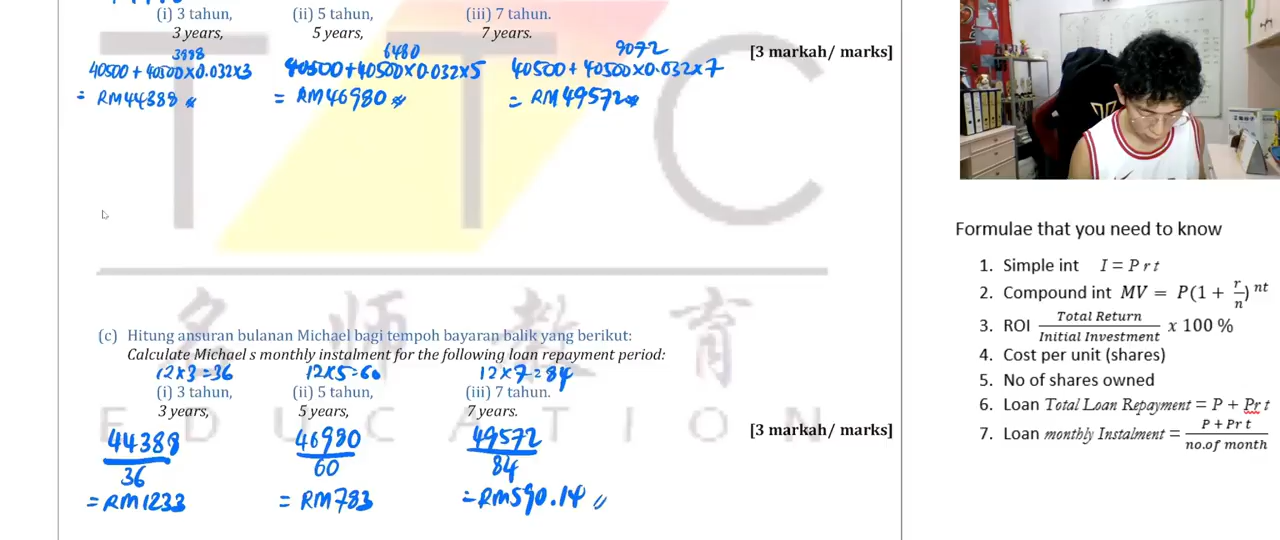 (i) 3 tahun, (ii) 5 tahun, (iii) 7 tahun.
3 years, 5 years, 7 years.
[3 markah/ marks]
3888 6480 9072
40500 + 40500 × 0.032 × 3 40500 + 40500 × 0.032 × 5 40500 + 40500 × 0.032 × 7
= RM44388 = RM46980 = RM49572
TTC
名師教育
EDUCATION
(c) Hitung ansuran bulanan Michael bagi tempoh bayaran balik yang berikut:
Calculate Michael s monthly instalment for the following loan repayment period:
12×3=36 12×5=60 12×7=84
(i) 3 tahun, (ii) 5 tahun, (iii) 7 tahun.
3 years, 5 years, 7 years.
[3 markah/ marks]
44388/36 46980/60 49572/84
= RM1233 = RM783 = RM590.14
Formulae that you need to know
1. Simple int I = P r t
2. Compound int MV = P(1 + r/n)^nt
3. ROI Total Return/Initial Investment x 100 %
4. Cost per unit (shares)
5. No of shares owned
6. Loan Total Loan Repayment = P + Pr t
7. Loan monthly Instalment = P + Pr t/no.of month